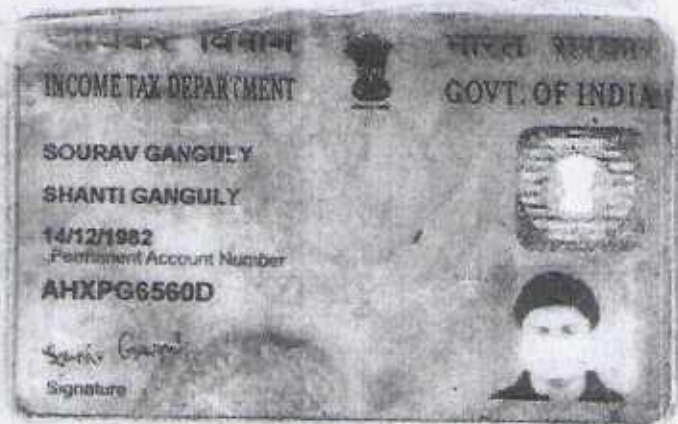 आयकर विभाग
भारत सरकार
INCOME TAX DEPARTMENT
GOVT. OF INDIA
SOURAV GANGULY
SHANTI GANGULY
14/12/1982
Permanent Account Number
AHXPG6560D
Signature